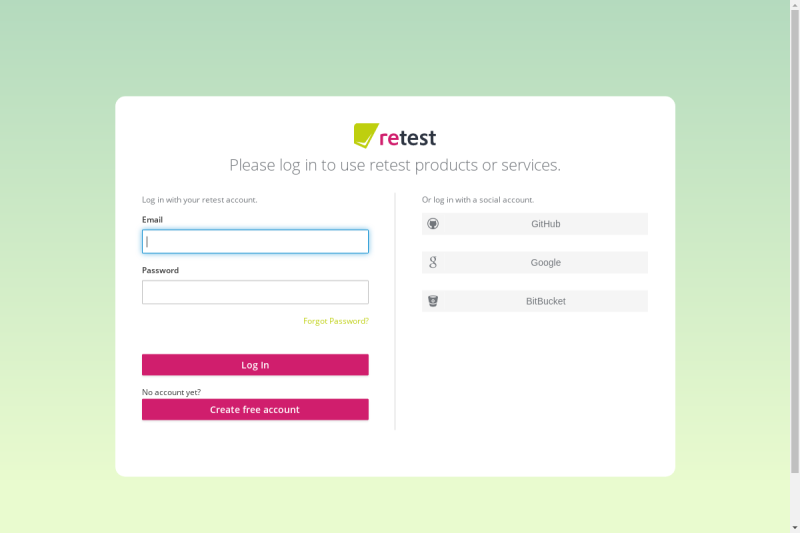 retest
Please log in to use retest products or services.
Log in with your retest account.
Email
Password
Forgot Password?
Log In
No account yet?
Create free account
Or log in with a social account.
GitHub
Google
BitBucket